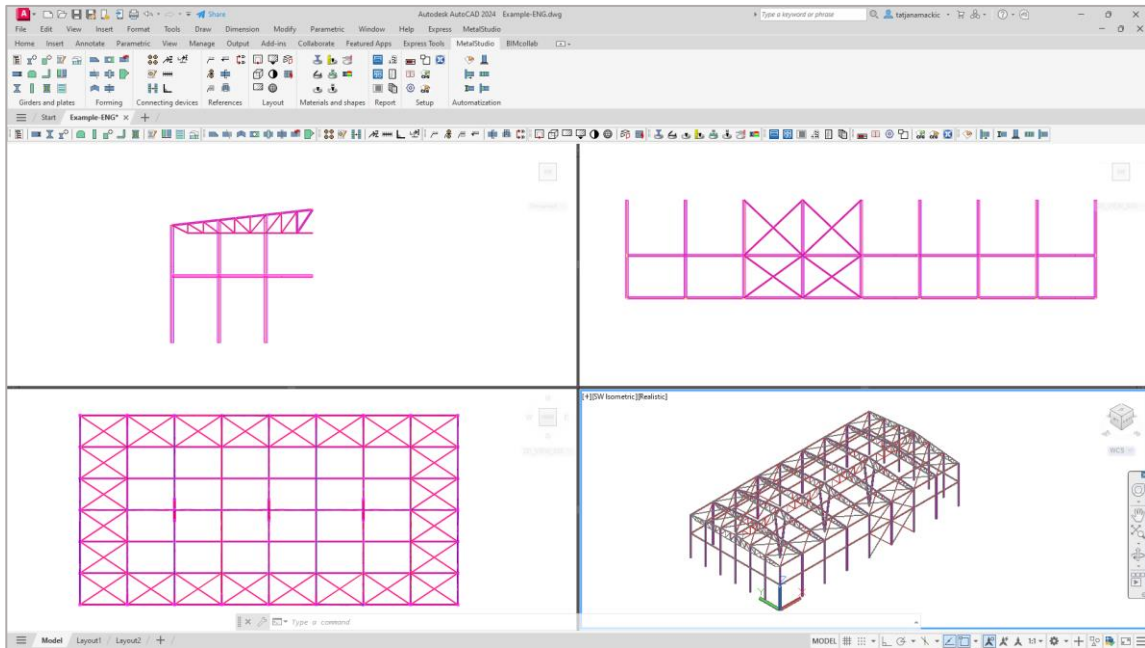 A Share Autodesk AutoCAD 2024 Example-ENG.dwg Type a keyword or phrase tatjanamackic
File Edit View Insert Format Tools Draw Dimension Modify Parametric Window Help Express MetalStudio
Home Insert Annotate Parametric View Manage Output Add-ins Collaborate Featured Apps Express Tools MetalStudio BIMcollab
Girders and plates Forming Connecting devices References Layout Materials and shapes Report Setup Automatization
Start Example-ENG*
[+][SW Isometric][Realistic]
WCS
Type a command
Model Layout1 Layout2 MODEL 1:1